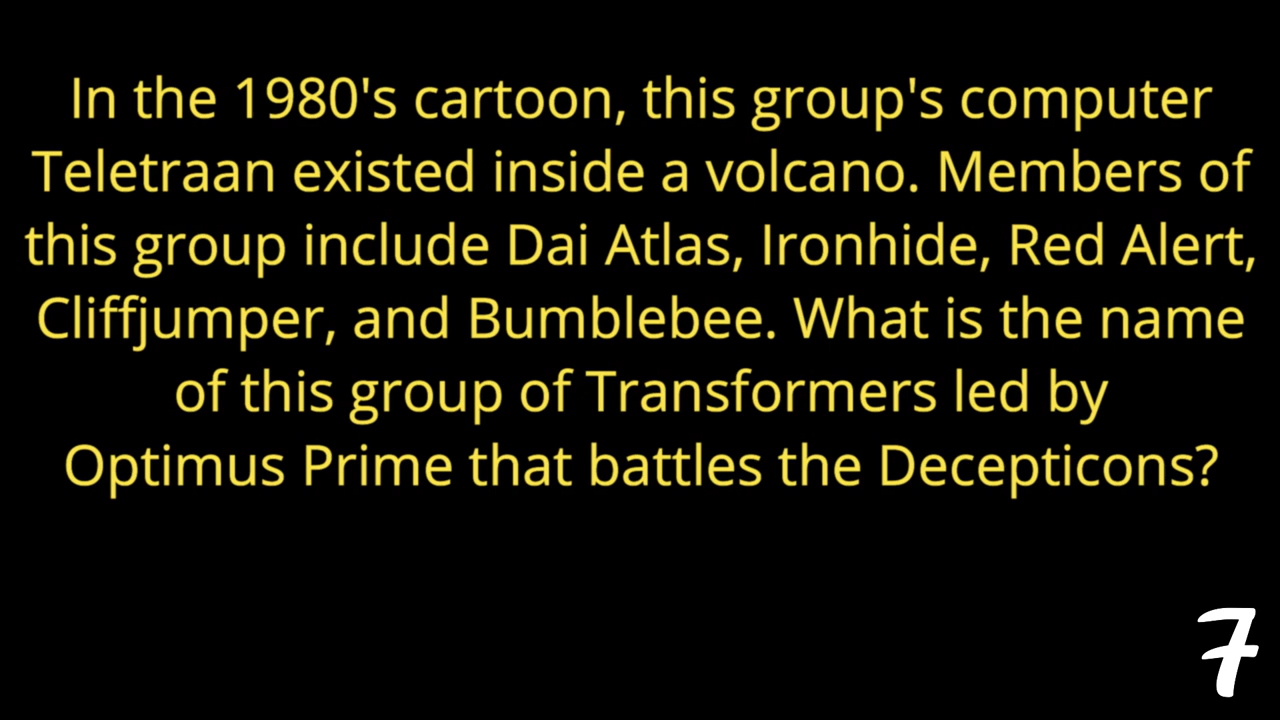 In the 1980's cartoon, this group's computer
Teletraan existed inside a volcano. Members of
this group include Dai Atlas, Ironhide, Red Alert,
Cliffjumper, and Bumblebee. What is the name
of this group of Transformers led by
Optimus Prime that battles the Decepticons?
7